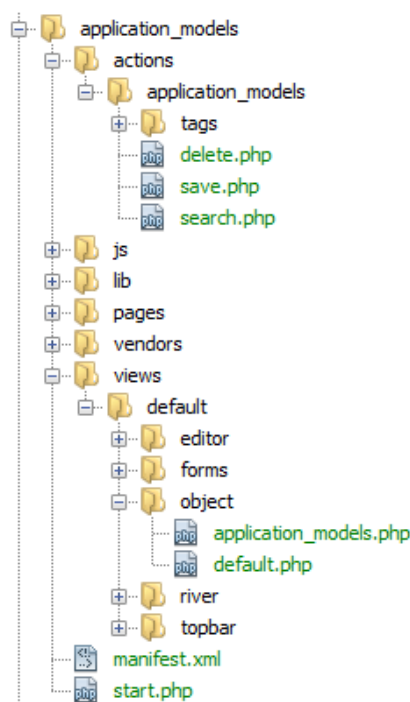 application_models
actions
application_models
tags
delete.php
save.php
search.php
js
lib
pages
vendors
views
default
editor
forms
object
application_models.php
default.php
river
topbar
manifest.xml
start.php